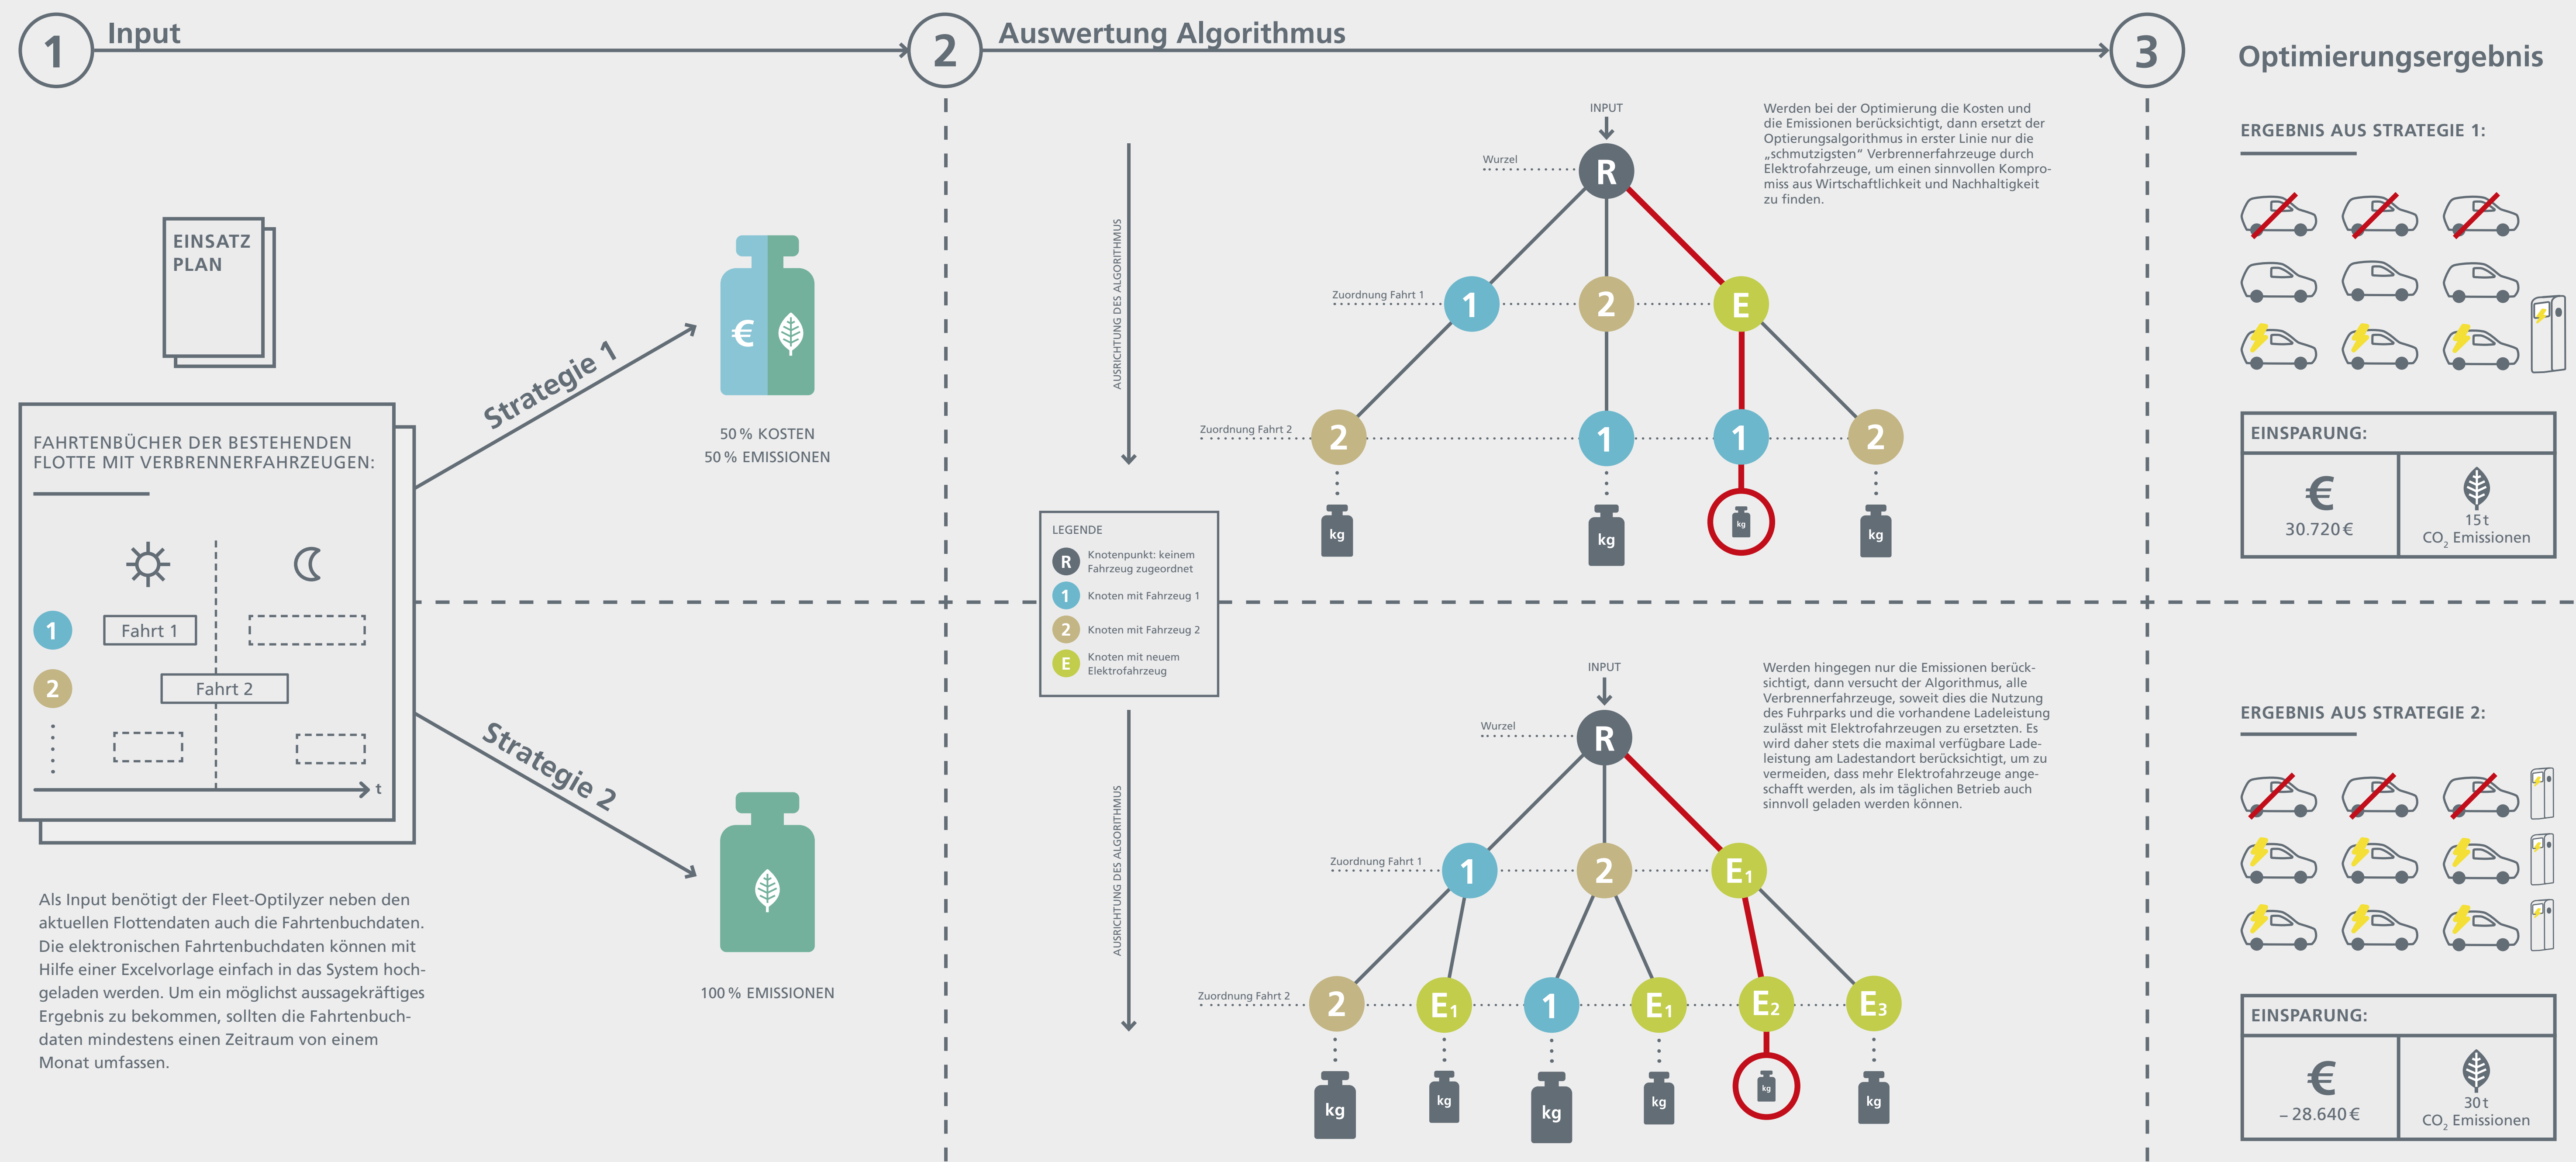 1
Input
2
Auswertung Algorithmus
3
Optimierungsergebnis
EINSATZ
PLAN
FAHRTENBÜCHER DER BESTEHENDEN
FLOTTE MIT VERBRENNERFAHRZEUGEN:
1
Fahrt 1
2
Fahrt 2
t
Als Input benötigt der Fleet-Optilyzer neben den
aktuellen Flottendaten auch die Fahrtenbuchdaten.
Die elektronischen Fahrtenbuchdaten können mit
Hilfe einer Excelvorlage einfach in das System hoch-
geladen werden. Um ein möglichst aussagekräftiges
Ergebnis zu bekommen, sollten die Fahrtenbuch-
daten mindestens einen Zeitraum von einem
Monat umfassen.
Strategie 1
€
50 % KOSTEN
50 % EMISSIONEN
Strategie 2
100 % EMISSIONEN
AUSRICHTUNG DES ALGORITHMUS
INPUT
Wurzel
R
Zuordnung Fahrt 1
1
2
E
Zuordnung Fahrt 2
2
1
1
2
kg
kg
kg
kg
Werden bei der Optimierung die Kosten und
die Emissionen berücksichtigt, dann ersetzt der
Optierungsalgorithmus in erster Linie nur die
„schmutzigsten“ Verbrennerfahrzeuge durch
Elektrofahrzeuge, um einen sinnvollen Kompro-
miss aus Wirtschaftlichkeit und Nachhaltigkeit
zu finden.
LEGENDE
R Knotenpunkt: keinem
Fahrzeug zugeordnet
1 Knoten mit Fahrzeug 1
2 Knoten mit Fahrzeug 2
E Knoten mit neuem
Elektrofahrzeug
AUSRICHTUNG DES ALGORITHMUS
INPUT
Wurzel
R
Zuordnung Fahrt 1
1
2
E1
Zuordnung Fahrt 2
2
E1
1
E1
E2
E3
kg
kg
kg
kg
kg
kg
Werden hingegen nur die Emissionen berück-
sichtigt, dann versucht der Algorithmus, alle
Verbrennerfahrzeuge, soweit dies die Nutzung
des Fuhrparks und die vorhandene Ladeleistung
zulässt mit Elektrofahrzeugen zu ersetzten. Es
wird daher stets die maximal verfügbare Lade-
leistung am Ladestandort berücksichtigt, um zu
vermeiden, dass mehr Elektrofahrzeuge ange-
schafft werden, als im täglichen Betrieb auch
sinnvoll geladen werden können.
ERGEBNIS AUS STRATEGIE 1:
EINSPARUNG:
€
30.720 €
15 t
CO2 Emissionen
ERGEBNIS AUS STRATEGIE 2:
EINSPARUNG:
€
– 28.640 €
30 t
CO2 Emissionen